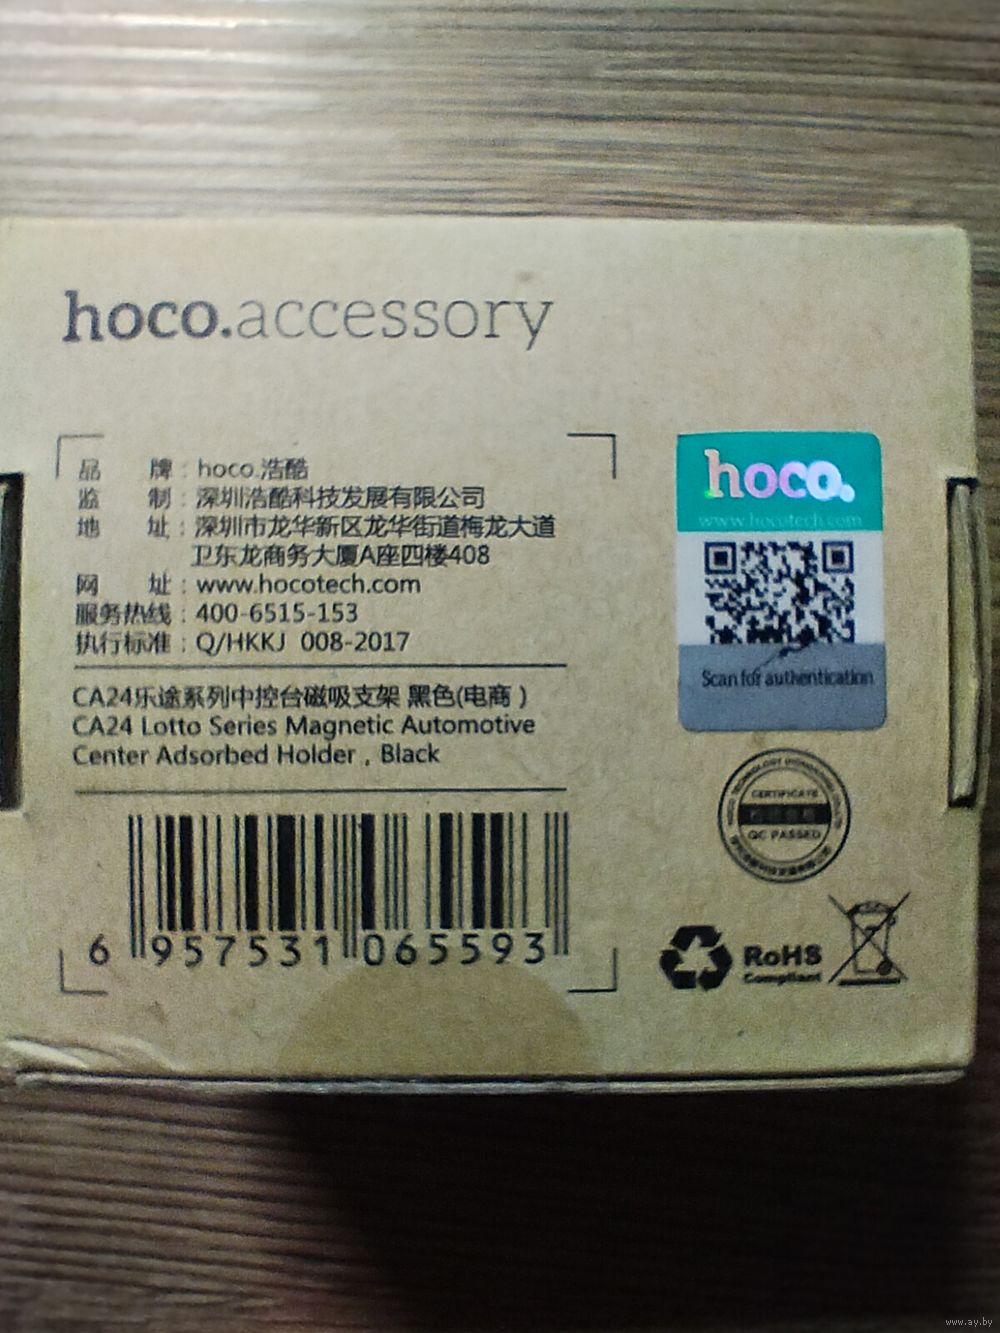 hoco.accessory
品 牌 : hoco.浩酷
监 制 : 深圳浩酷科技发展有限公司
地 址 : 深圳市龙华新区龙华街道梅龙大道
卫东龙商务大厦A座四楼408
网 址 : www.hocotech.com
服务热线 : 400-6515-153
执行标准 : Q/HKKJ 008-2017
CA24乐途系列中控台磁吸支架 黑色(电商)
CA24 Lotto Series Magnetic Automotive
Center Adsorbed Holder , Black
6 957531 065593
hoco.
www.hocotech.com
Scan for authentication
CERTIFICATE
QC PASSED
RoHS
Compliant
www.ay.by